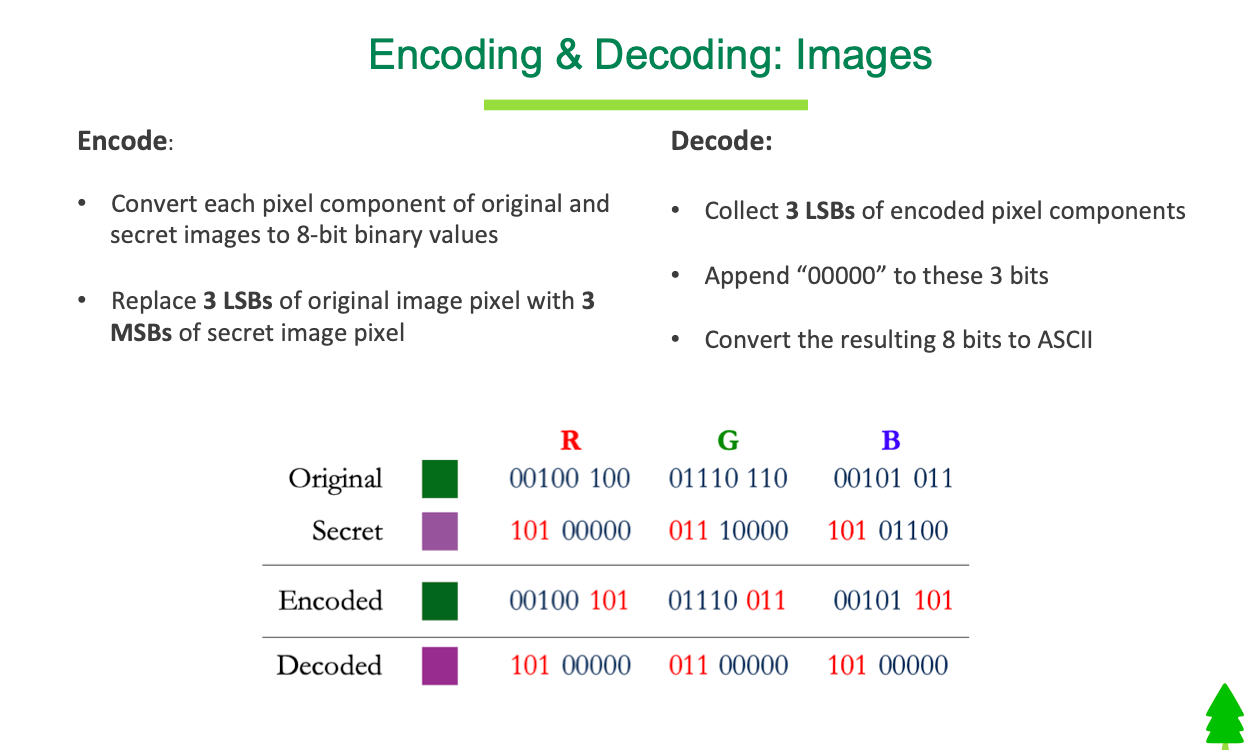 Encoding & Decoding: Images
Encode:
• Convert each pixel component of original and
secret images to 8-bit binary values
• Replace 3 LSBs of original image pixel with 3
MSBs of secret image pixel
Decode:
• Collect 3 LSBs of encoded pixel components
• Append “00000” to these 3 bits
• Convert the resulting 8 bits to ASCII
R G B
Original 00100 100 01110 110 00101 011
Secret 101 00000 011 10000 101 01100
Encoded 00100 101 01110 011 00101 101
Decoded 101 00000 011 00000 101 00000